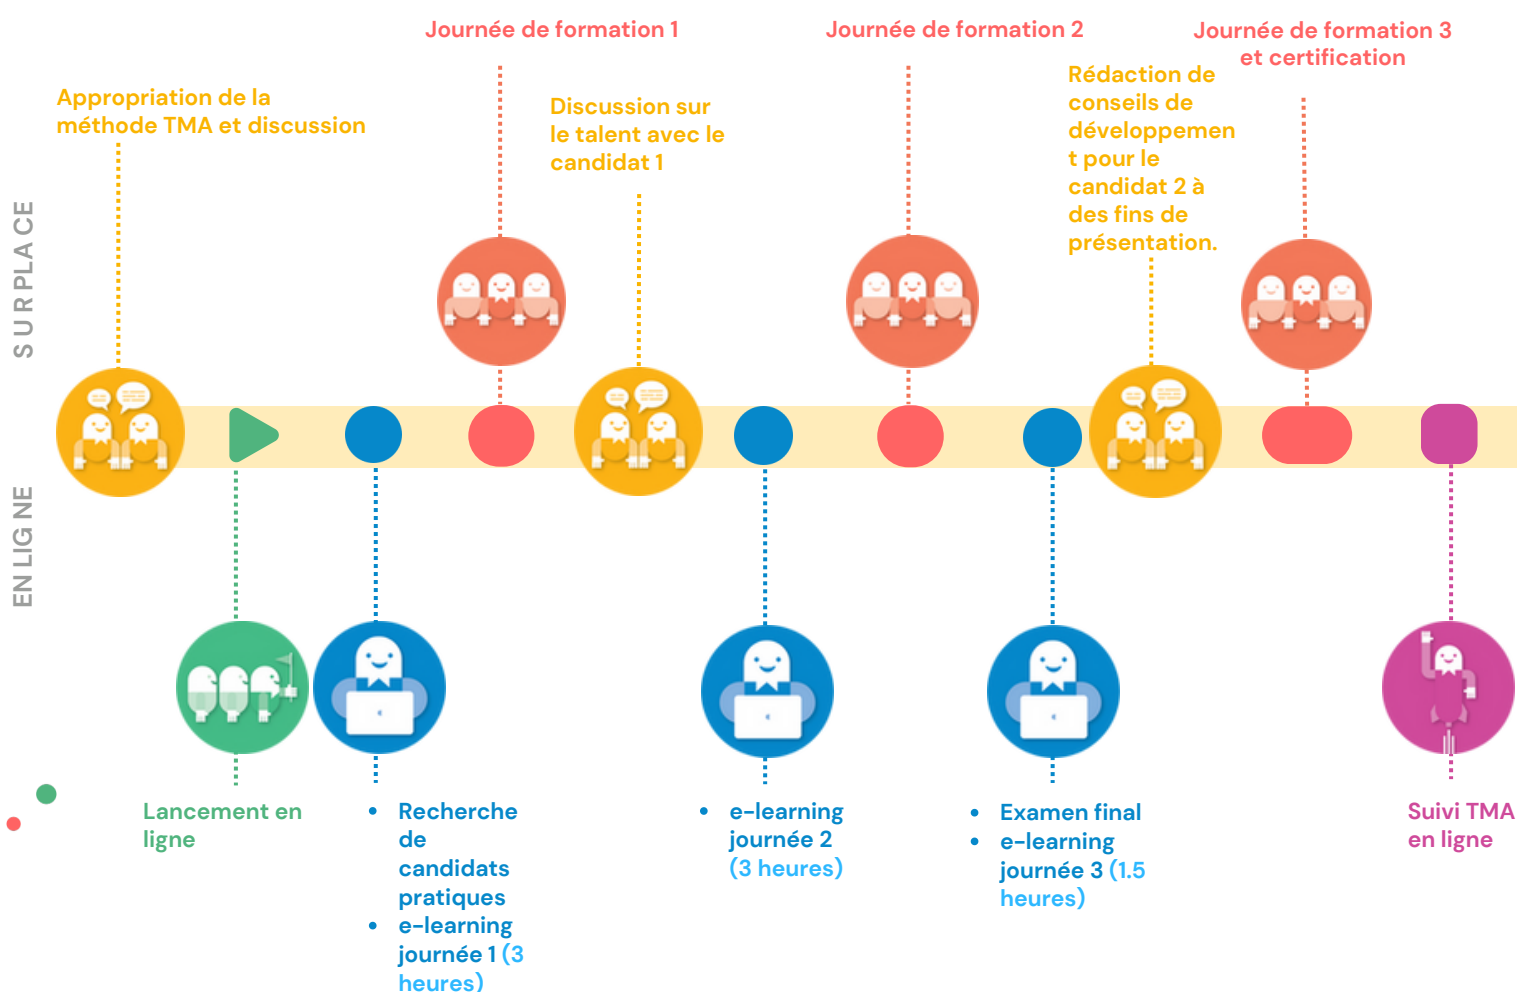 Journée de formation 1
Journée de formation 2
Journée de formation 3
et certification
Appropriation de la
méthode TMA et discussion
Discussion sur
le talent avec le
candidat 1
Rédaction de
conseils de
développemen
t pour le
candidat 2 à
des fins de
présentation.
SUR PLACE
EN LIGNE
Lancement en
ligne
• Recherche
de
candidats
pratiques
• e-learning
journée 1 (3
heures)
• e-learning
journée 2
(3 heures)
• Examen final
• e-learning
journée 3 (1.5
heures)
Suivi TMA
en ligne